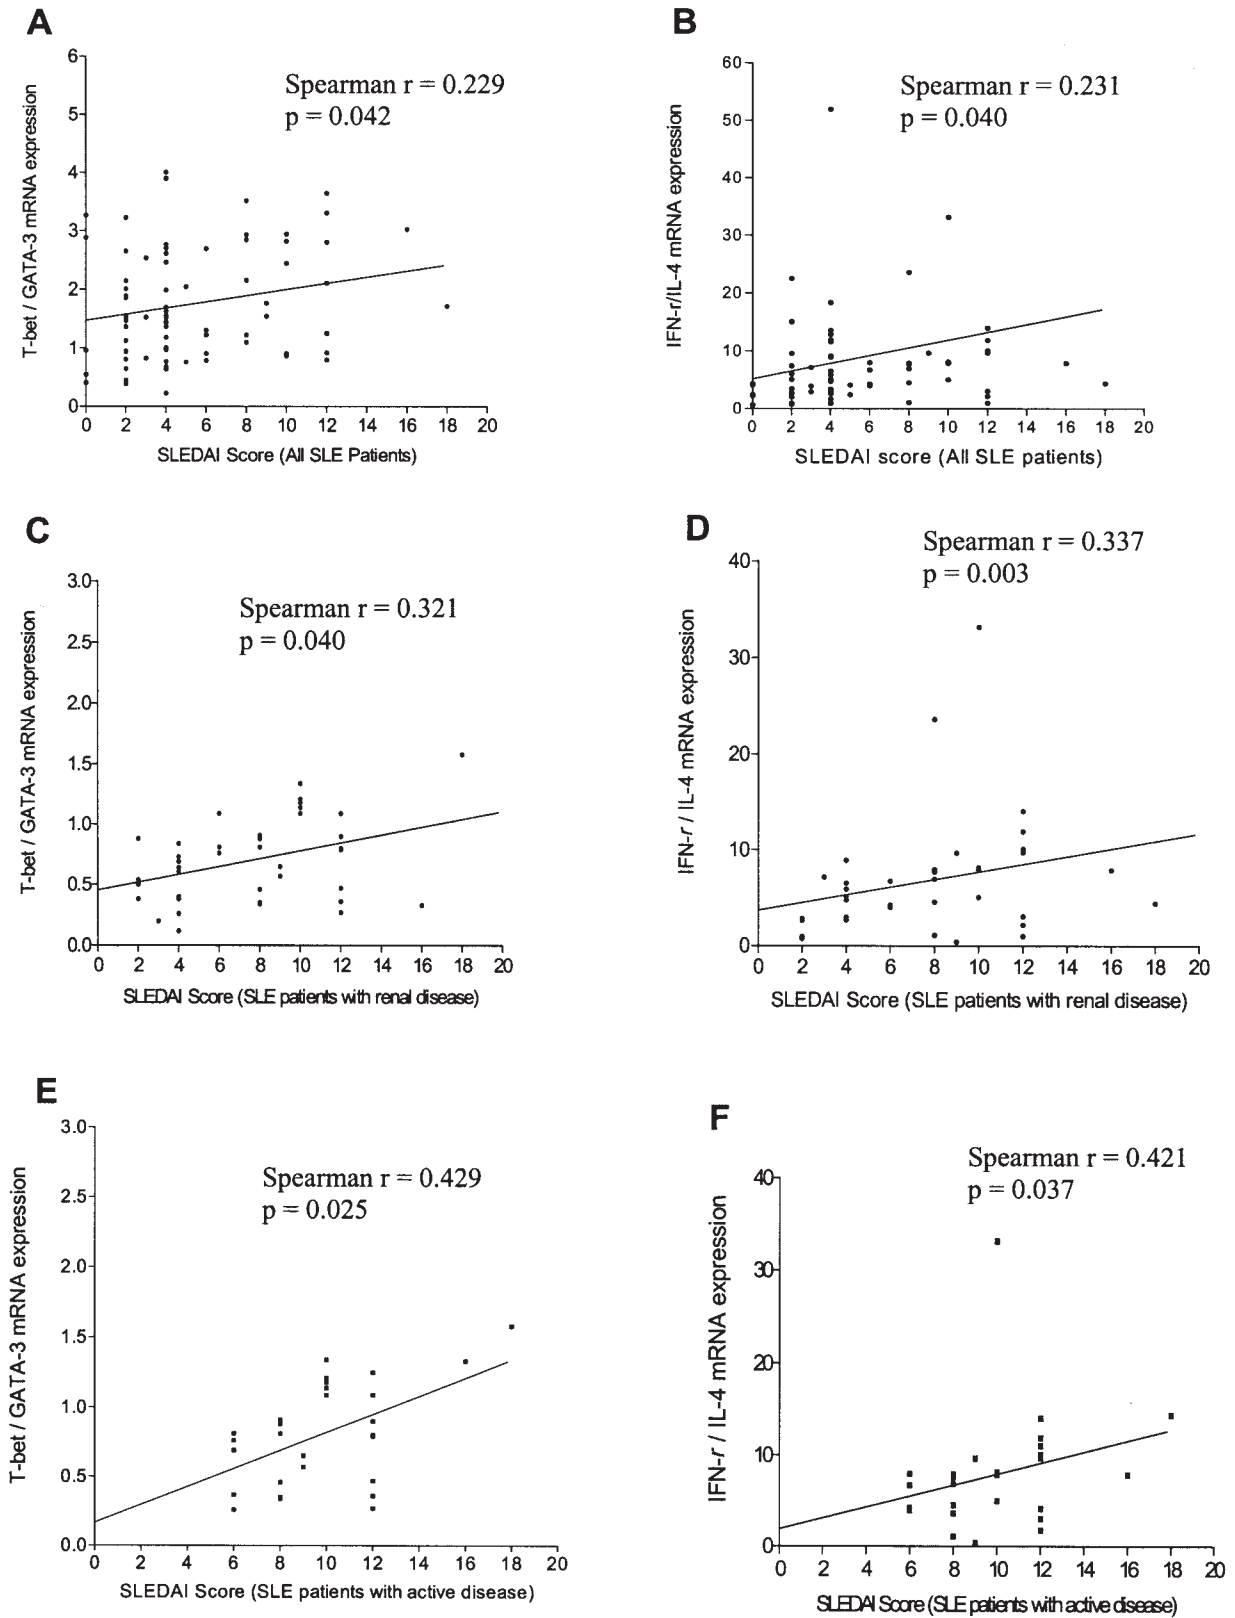 A
Spearman r = 0.229
p = 0.042
T-bet / GATA-3 mRNA expression
6
5
4
3
2
1
0
0 2 4 6 8 10 12 14 16 18 20
SLEDAI Score (All SLE Patients)
B
Spearman r = 0.231
p = 0.040
IFN-r/IL-4 mRNA expression
60
50
40
30
20
10
0
0 2 4 6 8 10 12 14 16 18 20
SLEDAI score (All SLE patients)
C
Spearman r = 0.321
p = 0.040
T-bet / GATA-3 mRNA expression
3.0
2.5
2.0
1.5
1.0
0.5
0.0
0 2 4 6 8 10 12 14 16 18 20
SLEDAI Score (SLE patients with renal disease)
D
Spearman r = 0.337
p = 0.003
IFN-r / IL-4 mRNA expression
40
30
20
10
0
0 2 4 6 8 10 12 14 16 18 20
SLEDAI Score (SLE patients with renal disease)
E
Spearman r = 0.429
p = 0.025
T-bet / GATA-3 mRNA expression
3.0
2.5
2.0
1.5
1.0
0.5
0.0
0 2 4 6 8 10 12 14 16 18 20
SLEDAI Score (SLE patients with active disease)
F
Spearman r = 0.421
p = 0.037
IFN-r / IL-4 mRNA expression
40
30
20
10
0
0 2 4 6 8 10 12 14 16 18 20
SLEDAI Score (SLE patients with active disease)